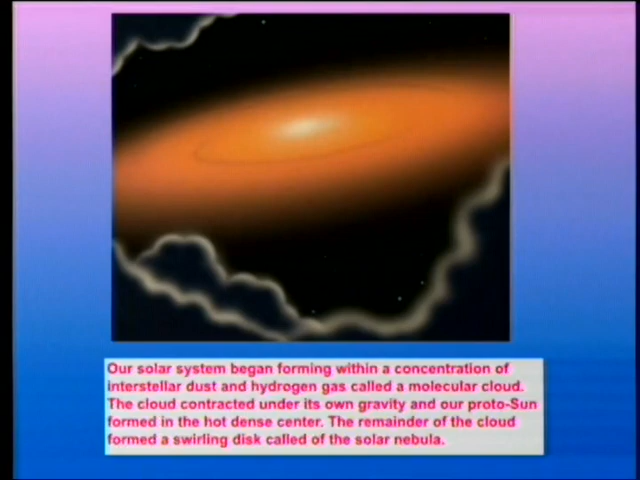 Our solar system began forming within a concentration of
interstellar dust and hydrogen gas called a molecular cloud.
The cloud contracted under its own gravity and our proto-Sun
formed in the hot dense center. The remainder of the cloud
formed a swirling disk called of the solar nebula.